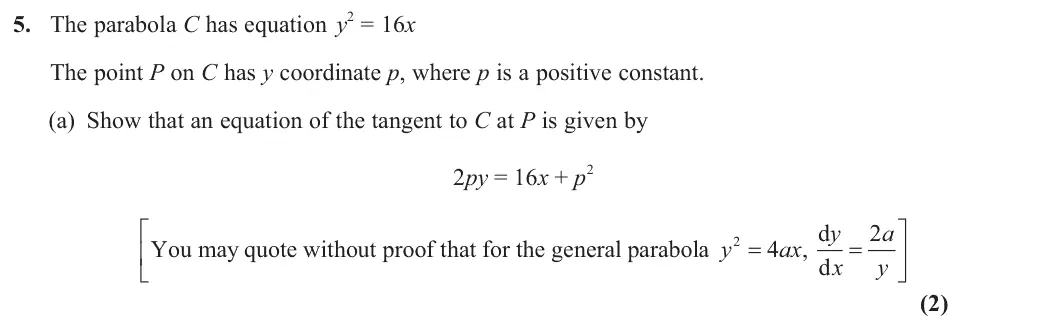 5. The parabola C has equation y² = 16x
The point P on C has y coordinate p, where p is a positive constant.
(a) Show that an equation of the tangent to C at P is given by
2py = 16x + p²
[You may quote without proof that for the general parabola y² = 4ax, dy/dx = 2a/y]
(2)